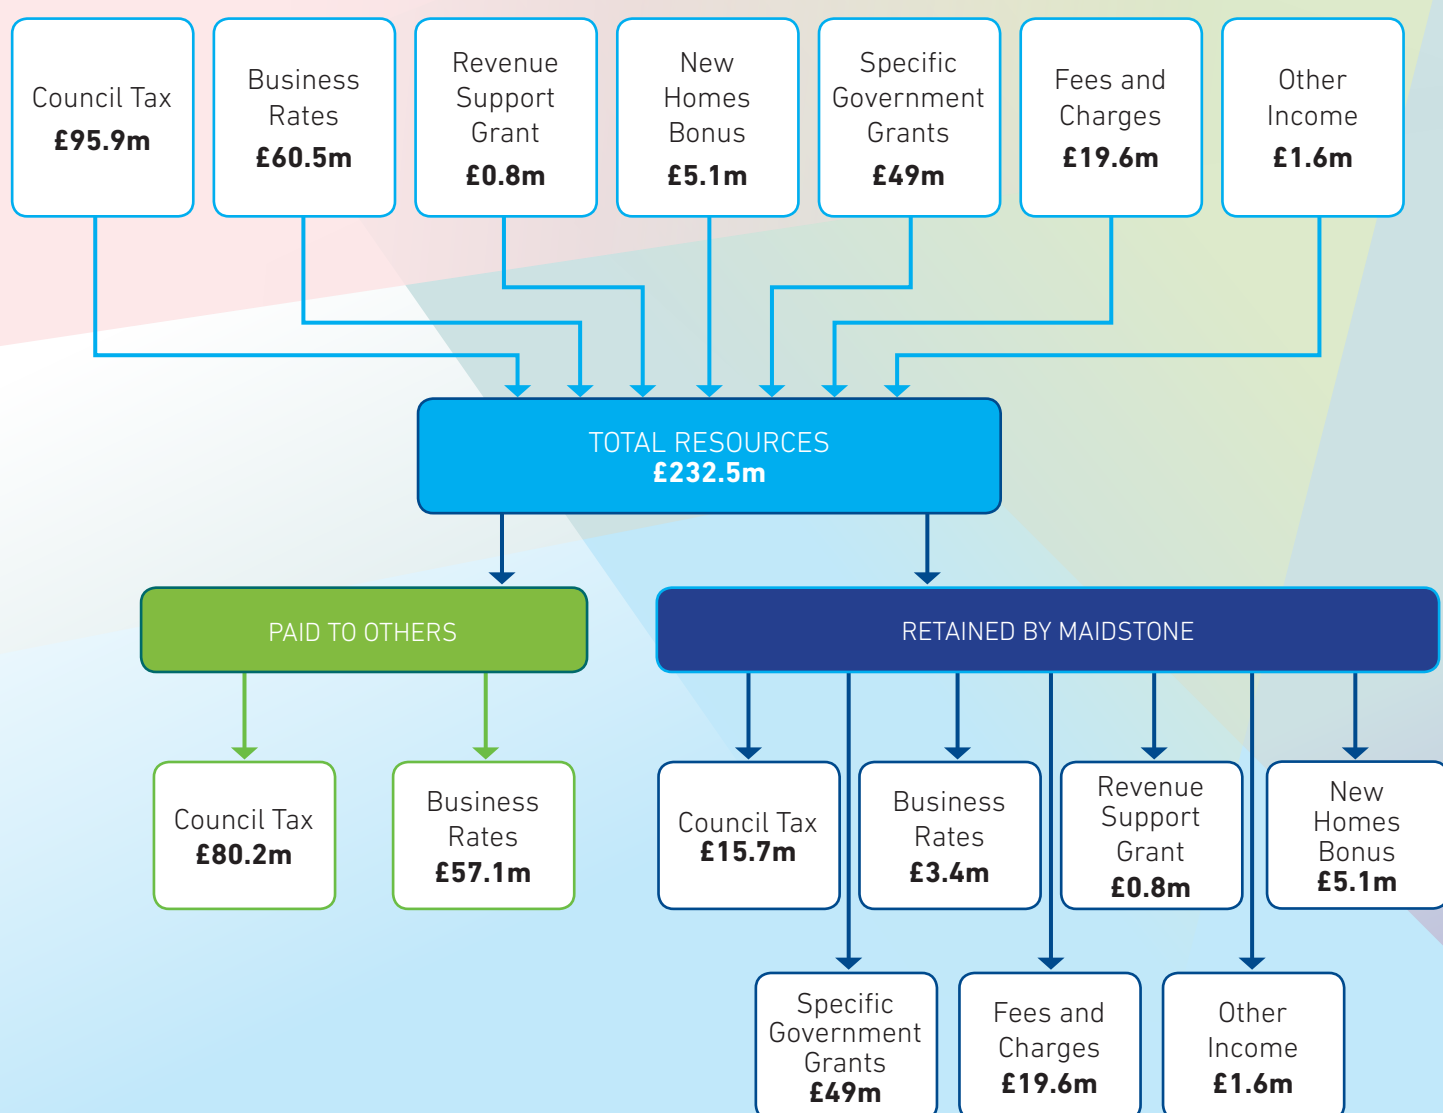 Council Tax
£95.9m
Business
Rates
£60.5m
Revenue
Support
Grant
£0.8m
New
Homes
Bonus
£5.1m
Specific
Government
Grants
£49m
Fees and
Charges
£19.6m
Other
Income
£1.6m
TOTAL RESOURCES
£232.5m
PAID TO OTHERS
RETAINED BY MAIDSTONE
Council Tax
£80.2m
Business
Rates
£57.1m
Council Tax
£15.7m
Business
Rates
£3.4m
Revenue
Support
Grant
£0.8m
New
Homes
Bonus
£5.1m
Specific
Government
Grants
£49m
Fees and
Charges
£19.6m
Other
Income
£1.6m